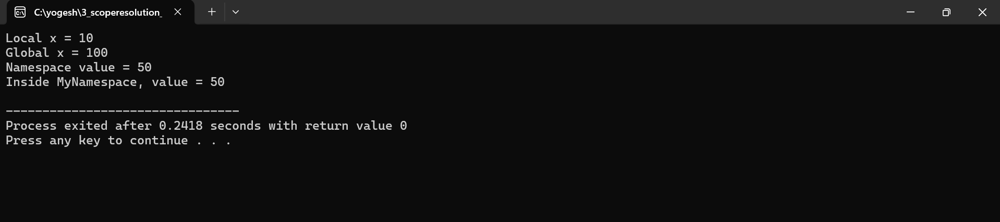 C:\yogesh\3_scoperesolution_
Local x = 10
Global x = 100
Namespace value = 50
Inside MyNamespace, value = 50
--------------------------------
Process exited after 0.2418 seconds with return value 0
Press any key to continue . . .